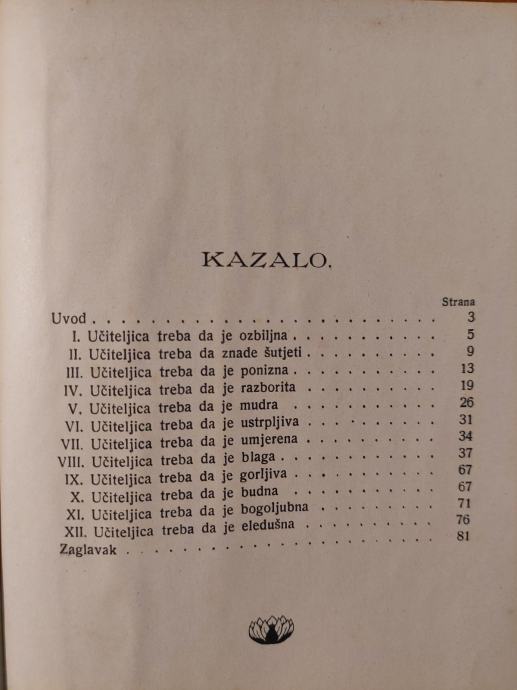 KAZALO.
Strana
Uvod . . . . . . . . . . . . . . . . . . . . . . . 3
I. Učiteljica treba da je ozbiljna . . . . . . . . . 5
II. Učiteljica treba da znade šutjeti . . . . . . . . 9
III. Učiteljica treba da je ponizna . . . . . . . . . 13
IV. Učiteljica treba da je razborita . . . . . . . . 19
V. Učiteljica treba da je mudra . . . . . . . . . 26
VI. Učiteljica treba da je ustrpljiva . . . . . . . . 31
VII. Učiteljica treba da je umjerena . . . . . . . . 34
VIII. Učiteljica treba da je blaga . . . . . . . . . 37
IX. Učiteljica treba da je gorljiva . . . . . . . . . 67
X. Učiteljica treba da je budna . . . . . . . . . 67
XI. Učiteljica treba da je bogoljubna . . . . . . . 71
XII. Učiteljica treba da je eledušna . . . . . . . . 76
Zaglavak . . . . . . . . . . . . . . . . . . . . . 81